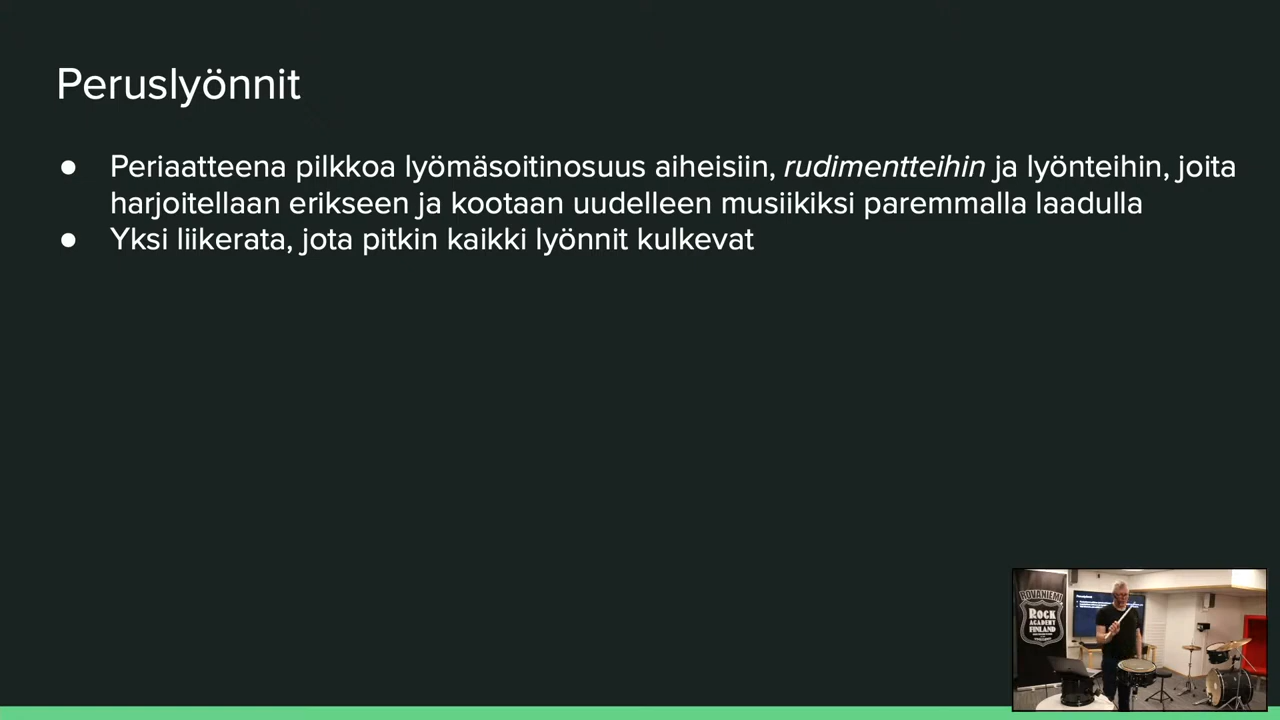 Peruslyönnit
● Periaatteena pilkkoa lyömäsoitinosuus aiheisiin, rudimentteihin ja lyönteihin, joita
harjoitellaan erikseen ja kootaan uudelleen musiikiksi paremmalla laadulla
● Yksi liikerata, jota pitkin kaikki lyönnit kulkevat
ROVANIEMI
ROCK
ACADEMY
FINLAND